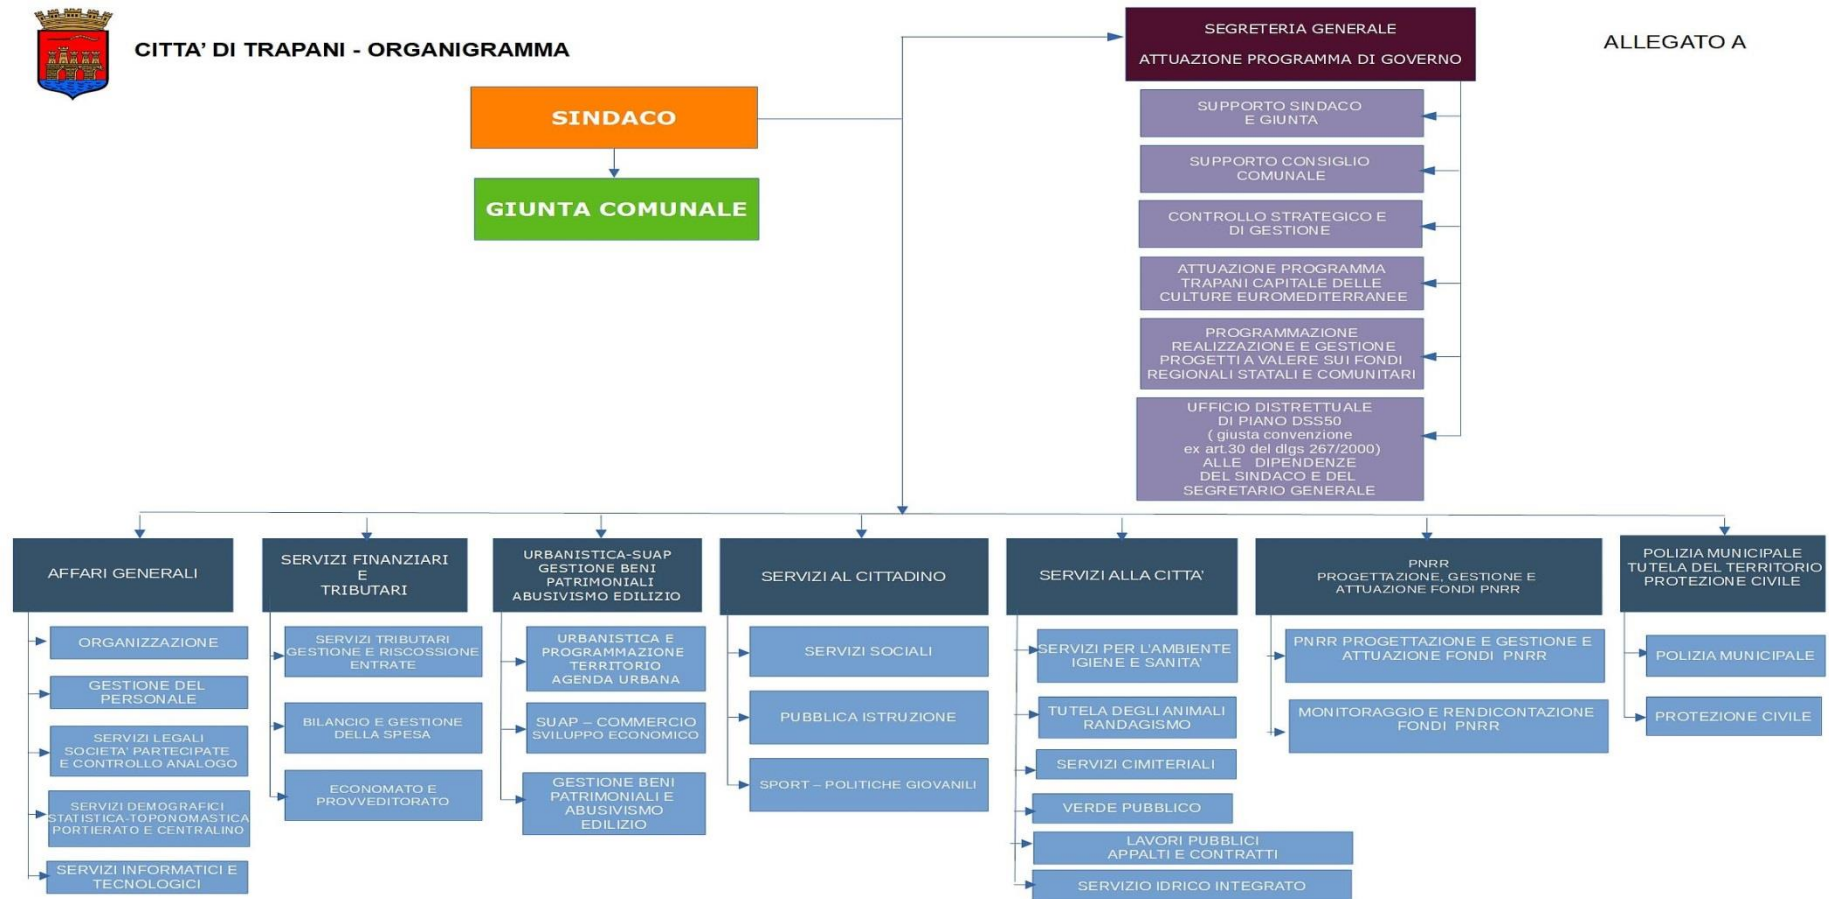 CITTA' DI TRAPANI - ORGANIGRAMMA
ALLEGATO A
SINDACO
GIUNTA COMUNALE
SEGRETERIA GENERALE
ATTUAZIONE PROGRAMMA DI GOVERNO
SUPPORTO SINDACO
E GIUNTA
SUPPORTO CONSIGLIO
COMUNALE
CONTROLLO STRATEGICO E
DI GESTIONE
ATTUAZIONE PROGRAMMA
TRAPANI CAPITALE DELLE
CULTURE EUROMEDITERRANEE
PROGRAMMAZIONE
REALIZZAZIONE E GESTIONE
PROGETTI A VALERE SUI FONDI
REGIONALI STATALI E COMUNITARI
UFFICIO DISTRETTUALE
DI PIANO DSS50
( giusta convenzione
ex art.30 del dlgs 267/2000)
ALLE DIPENDENZE
DEL SINDACO E DEL
SEGRETARIO GENERALE
AFFARI GENERALI
ORGANIZZAZIONE
GESTIONE DEL
PERSONALE
SERVIZI LEGALI
SOCIETA' PARTECIPATE
E CONTROLLO ANALOGO
SERVIZI DEMOGRAFICI
STATISTICA-TOPONOMASTICA
PORTIERATO E CENTRALINO
SERVIZI INFORMATICI E
TECNOLOGICI
SERVIZI FINANZIARI
E
TRIBUTARI
SERVIZI TRIBUTARI
GESTIONE E RISCOSSIONE
ENTRATE
BILANCIO E GESTIONE
DELLA SPESA
ECONOMATO E
PROVVEDITORATO
URBANISTICA-SUAP
GESTIONE BENI
PATRIMONIALI
ABUSIVISMO EDILIZIO
URBANISTICA E
PROGRAMMAZIONE
TERRITORIO
AGENDA URBANA
SUAP – COMMERCIO
SVILUPPO ECONOMICO
GESTIONE BENI
PATRIMONIALI E
ABUSIVISMO
EDILIZIO
SERVIZI AL CITTADINO
SERVIZI SOCIALI
PUBBLICA ISTRUZIONE
SPORT – POLITICHE GIOVANILI
SERVIZI ALLA CITTA'
SERVIZI PER L'AMBIENTE
IGIENE E SANITA'
TUTELA DEGLI ANIMALI
RANDAGISMO
SERVIZI CIMITERIALI
VERDE PUBBLICO
LAVORI PUBBLICI
APPALTI E CONTRATTI
SERVIZIO IDRICO INTEGRATO
PNRR
PROGETTAZIONE, GESTIONE E
ATTUAZIONE FONDI PNRR
PNRR PROGETTAZIONE E GESTIONE E
ATTUAZIONE FONDI PNRR
MONITORAGGIO E RENDICONTAZIONE
FONDI PNRR
POLIZIA MUNICIPALE
TUTELA DEL TERRITORIO
PROTEZIONE CIVILE
POLIZIA MUNICIPALE
PROTEZIONE CIVILE